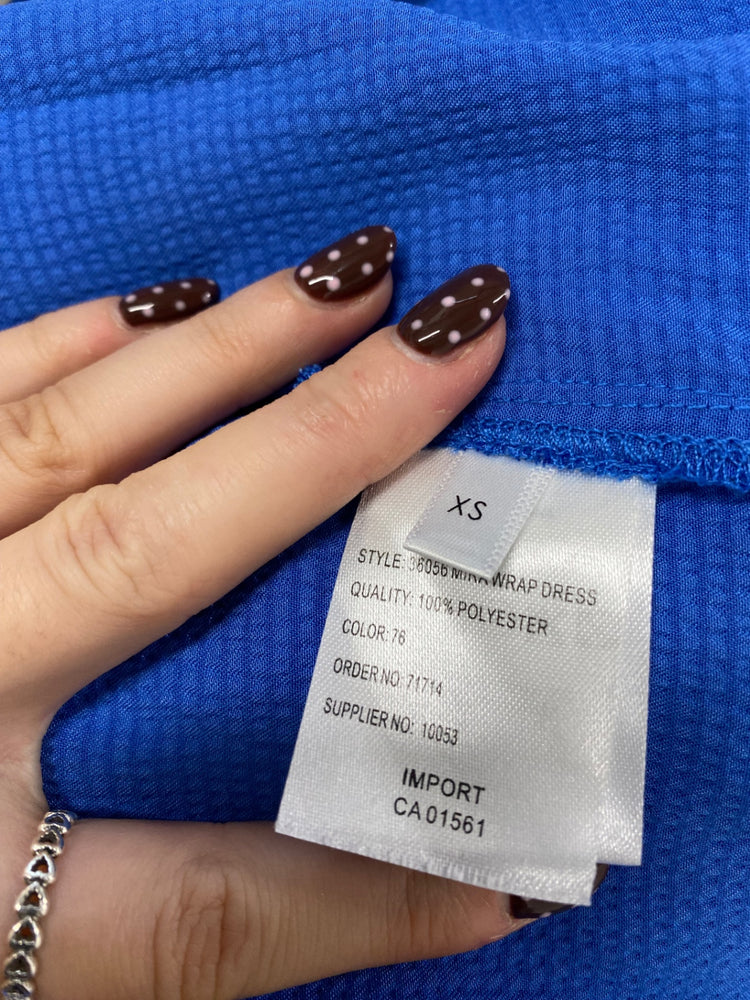 XS
STYLE: 36056 MIRA WRAP DRESS
QUALITY: 100% POLYESTER
COLOR: 76
ORDER NO: 71714
SUPPLIER NO: 10053
IMPORT
CA 01561